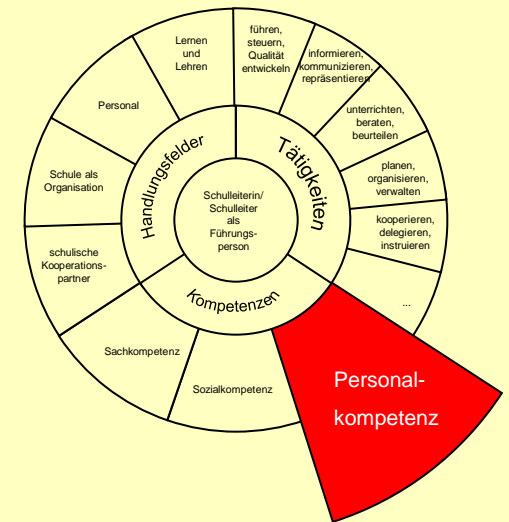 Lernen
und
Lehren
führen,
steuern,
Qualität
entwickeln
informieren,
kommunizieren,
repräsentieren
unterrichten,
beraten,
beurteilen
planen,
organisieren,
verwalten
kooperieren,
delegieren,
instruieren
...
Personal-
kompetenz
Sozialkompetenz
Sachkompetenz
schulische
Kooperations-
partner
Schule als
Organisation
Personal
Handlungsfelder
Tätigkeiten
Kompetenzen
Schulleiterin/
Schulleiter
als
Führungs-
person